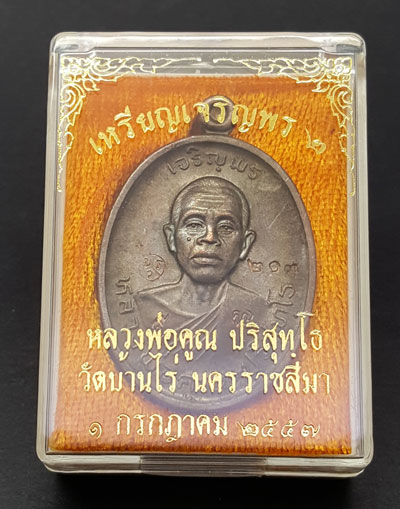 เหรียญเจริญพร ๒
เจริญพร
๒๑๓
หลวงพ่อคูณ ปริสุทโธ
วัดบ้านไร่ นครราชสีมา
๑ กรกฎาคม ๒๕๕๗